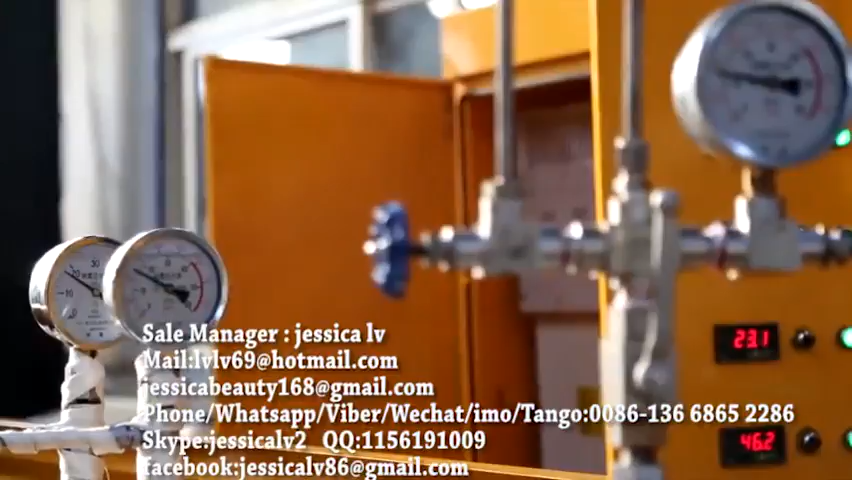 23.1
Sale Manager : jessica lv
Mail:lvlv69@hotmail.com
jessicabeauty168@gmail.com
Phone/Whatsapp/Viber/Wechat/imo/Tango:0086-136 6865 2286
46.2
Skype:jessicalv2 QQ:1156191009
facebook:jessicalv86@gmail.com